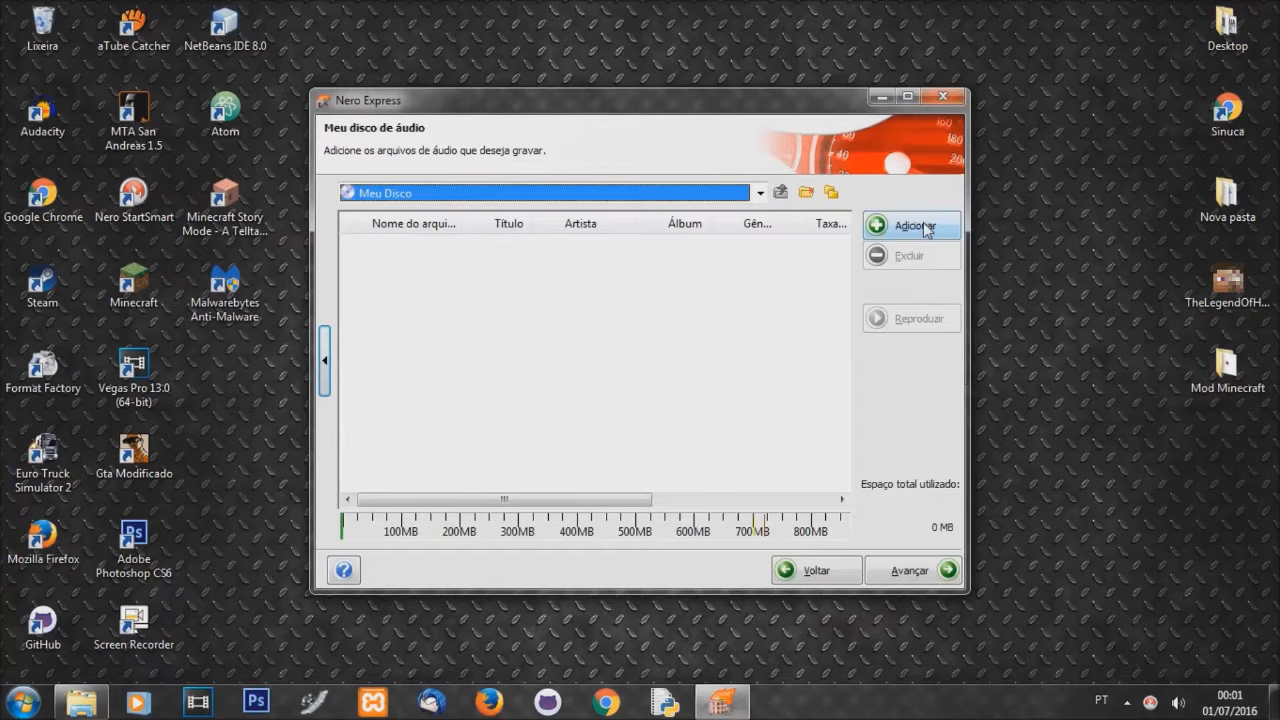 Lixeira
aTube Catcher
NetBeans IDE 8.0
Desktop
Audacity
MTA San
Andreas 1.5
Atom
Sinuca
Google Chrome
Nero StartSmart
Minecraft Story
Mode - A Tellta...
Nova pasta
Steam
Minecraft
Malwarebytes
Anti-Malware
TheLegendOfH...
Format Factory
Vegas Pro 13.0
(64-bit)
Mod Minecraft
Euro Truck
Simulator 2
Gta Modificado
Mozilla Firefox
Adobe
Photoshop CS6
GitHub
Screen Recorder
Nero Express
Meu disco de áudio
Adicione os arquivos de áudio que deseja gravar.
Meu Disco
Nome do arqui... Título Artista Álbum Gên... Taxa...
Adicionar
Excluir
Reproduzir
Espaço total utilizado:
0 MB
100MB 200MB 300MB 400MB 500MB 600MB 700MB 800MB
Voltar
Avançar
Ps
PT
00:01
01/07/2016